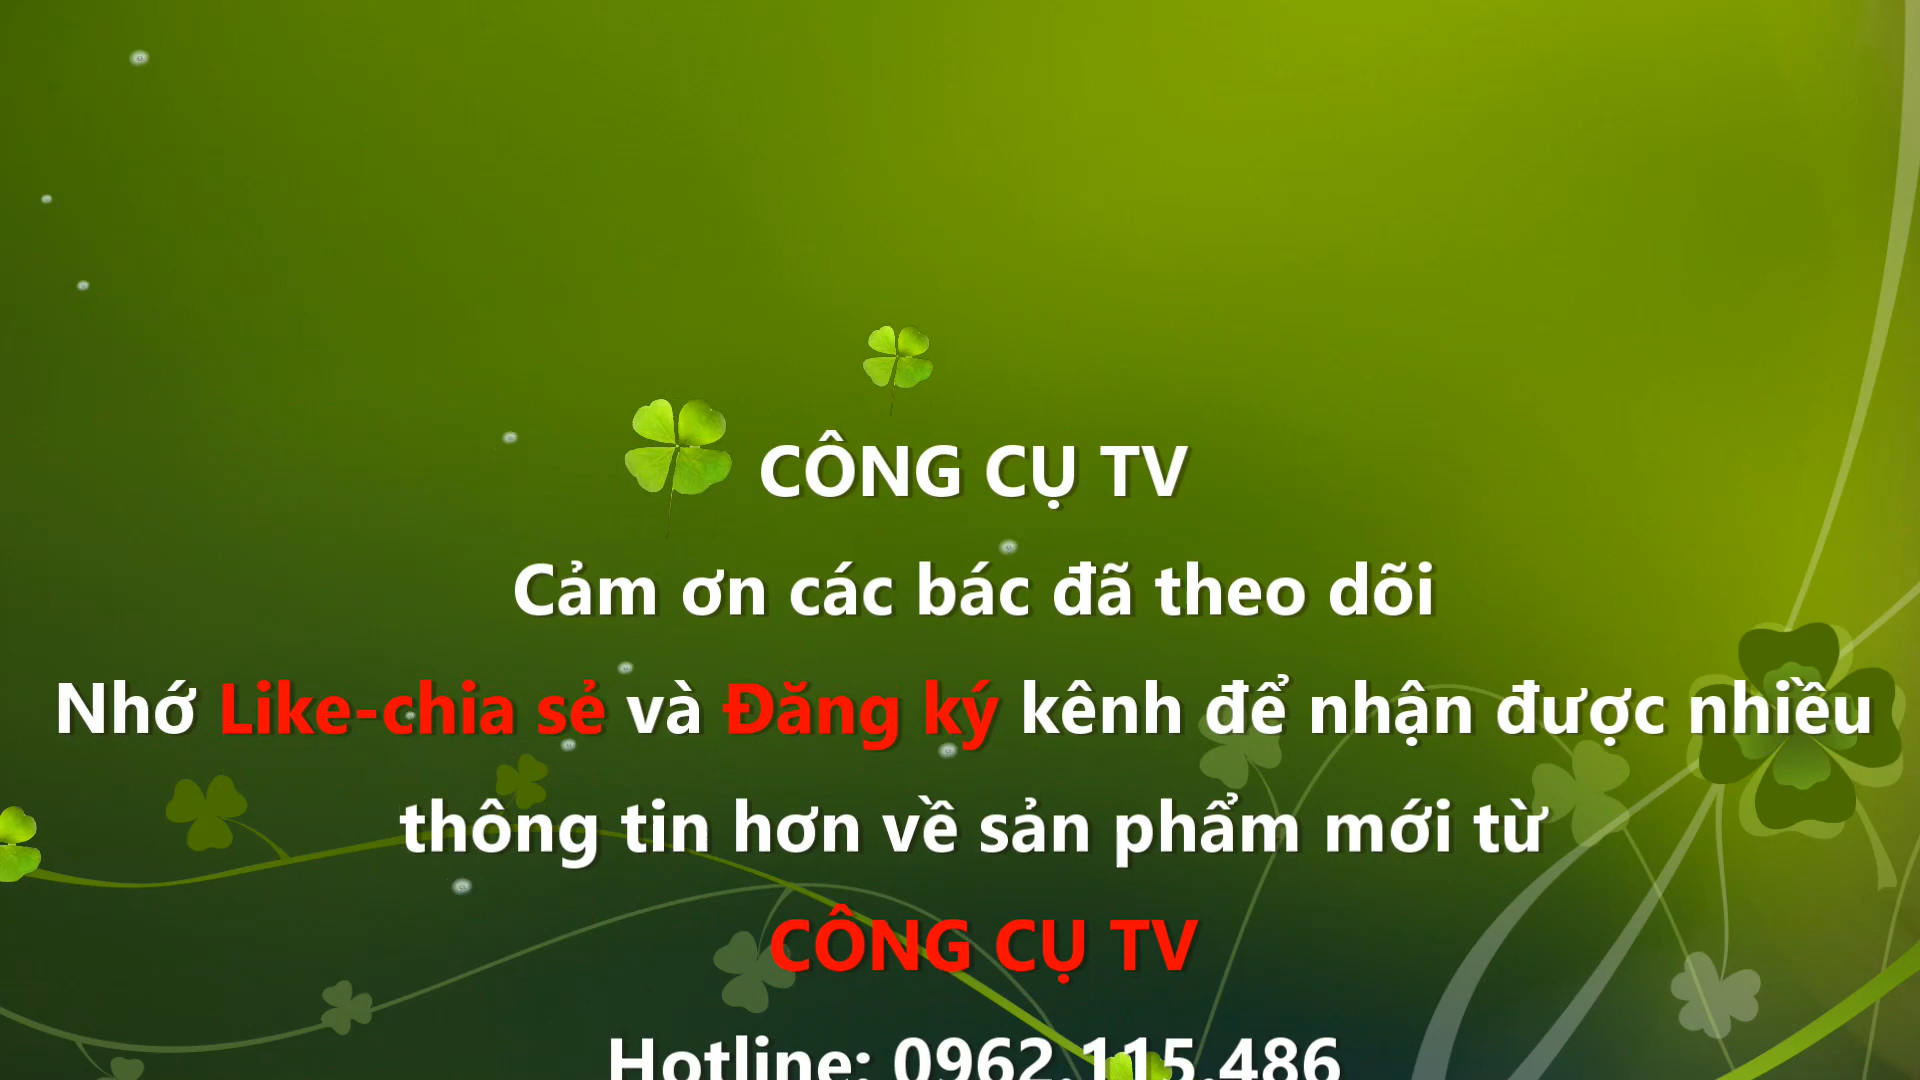 CÔNG CỤ TV
Cảm ơn các bác đã theo dõi
Nhớ Like-chia sẻ và Đăng ký kênh để nhận được nhiều
thông tin hơn về sản phẩm mới từ
CÔNG CỤ TV
Hotline: 0962.115.486